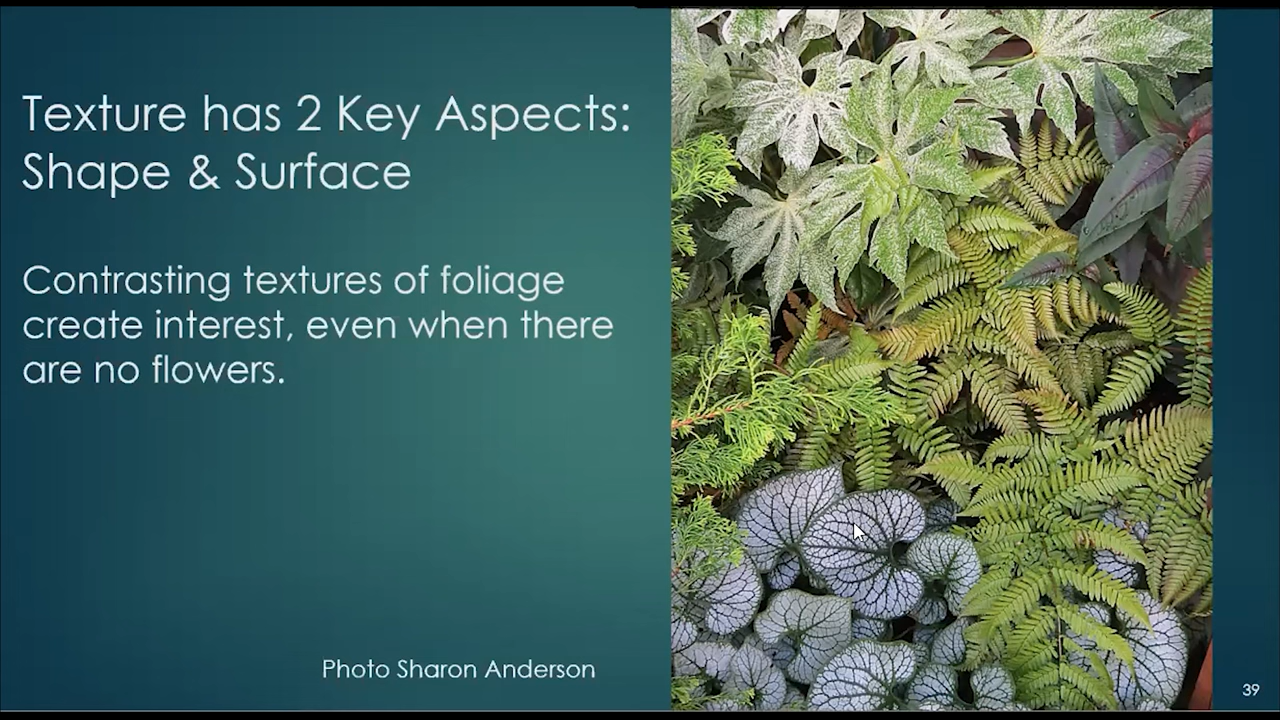 Texture has 2 Key Aspects:
Shape & Surface
Contrasting textures of foliage
create interest, even when there
are no flowers.
Photo Sharon Anderson
39